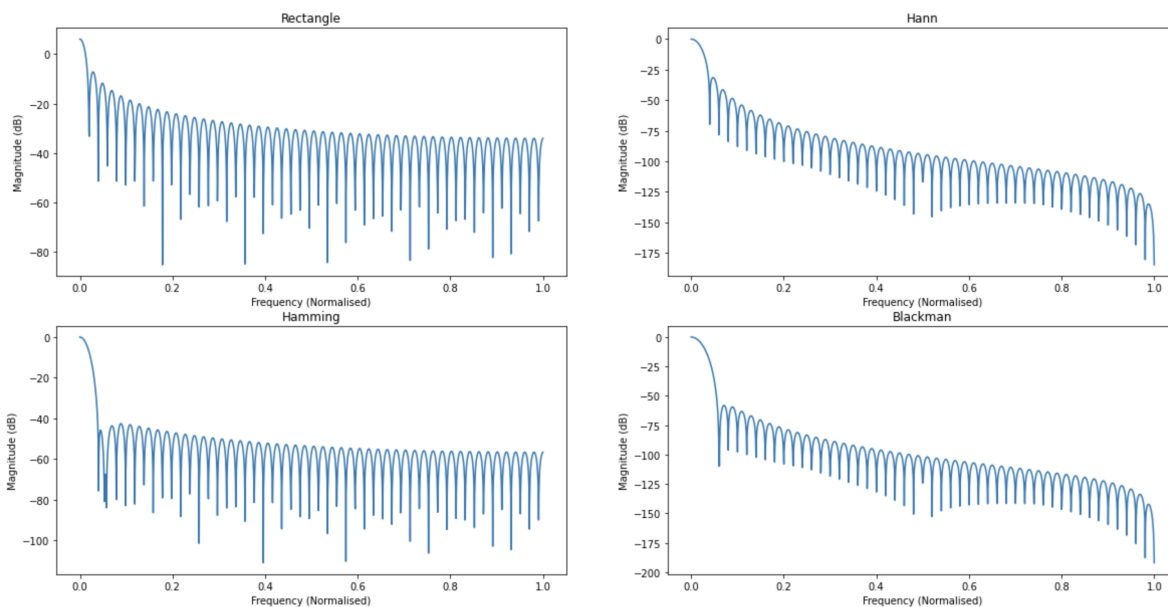 Rectangle
Magnitude (dB)
0
−20
−40
−60
−80
0.0 0.2 0.4 0.6 0.8 1.0
Frequency (Normalised)
Hann
Magnitude (dB)
0
−25
−50
−75
−100
−125
−150
−175
0.0 0.2 0.4 0.6 0.8 1.0
Frequency (Normalised)
Hamming
Magnitude (dB)
0
−20
−40
−60
−80
−100
0.0 0.2 0.4 0.6 0.8 1.0
Frequency (Normalised)
Blackman
Magnitude (dB)
0
−25
−50
−75
−100
−125
−150
−175
−200
0.0 0.2 0.4 0.6 0.8 1.0
Frequency (Normalised)